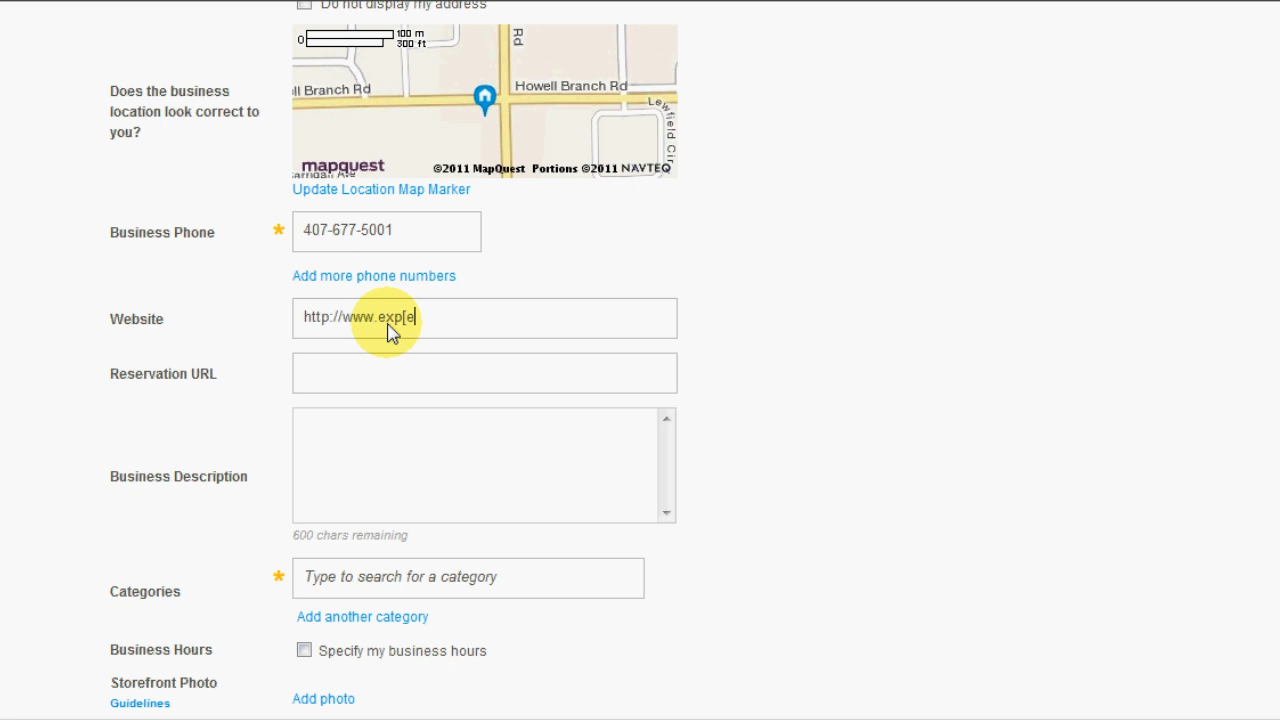 Do not display my address
0 100 m
300 ft
Rd
Howell Branch Rd
ll Branch Rd
Lewfield Cir
mapquest
©2011 MapQuest Portions ©2011 NAVTEQ
Does the business
location look correct to
you?
Update Location Map Marker
Business Phone * 407-677-5001
Add more phone numbers
Website http://www.exp[e
Reservation URL
Business Description
600 chars remaining
Categories * Type to search for a category
Add another category
Business Hours Specify my business hours
Storefront Photo
Guidelines
Add photo